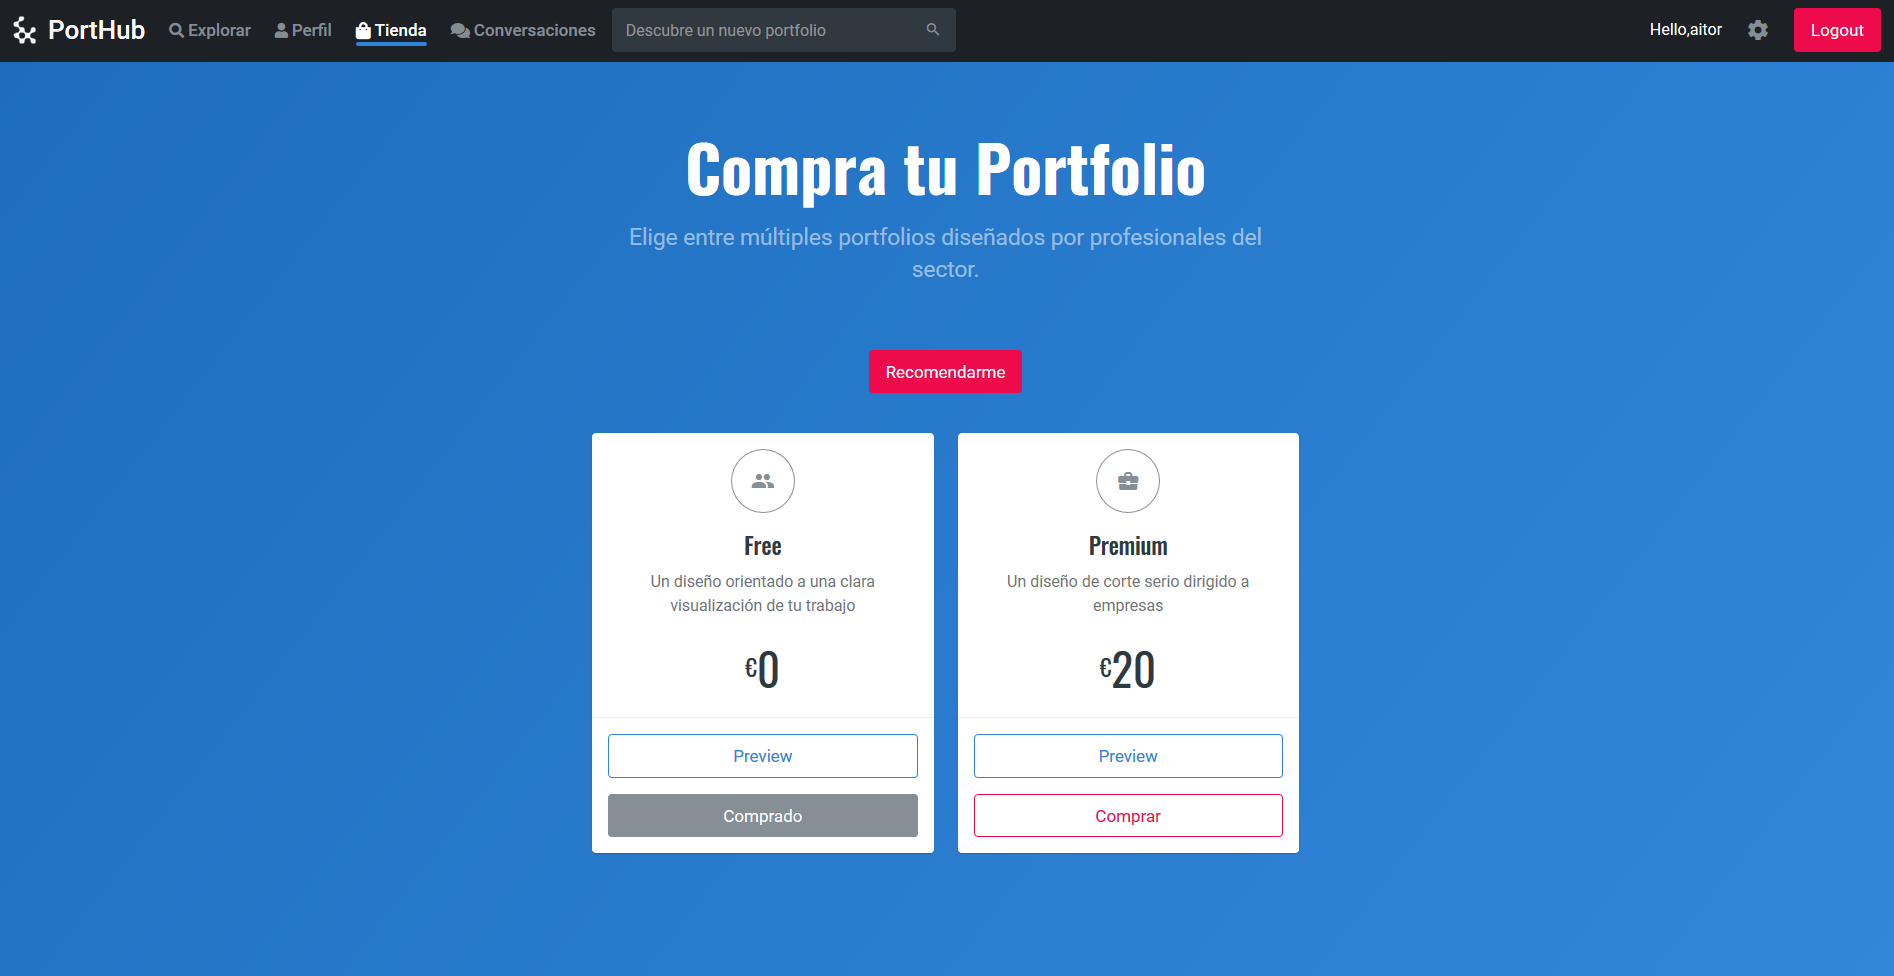 PortHub
Explorar
Perfil
Tienda
Conversaciones
Descubre un nuevo portfolio
Hello,aitor
Logout
Compra tu Portfolio
Elige entre múltiples portfolios diseñados por profesionales del
sector.
Recomendarme
Free
Un diseño orientado a una clara
visualización de tu trabajo
€0
Preview
Comprado
Premium
Un diseño de corte serio dirigido a
empresas
€20
Preview
Comprar